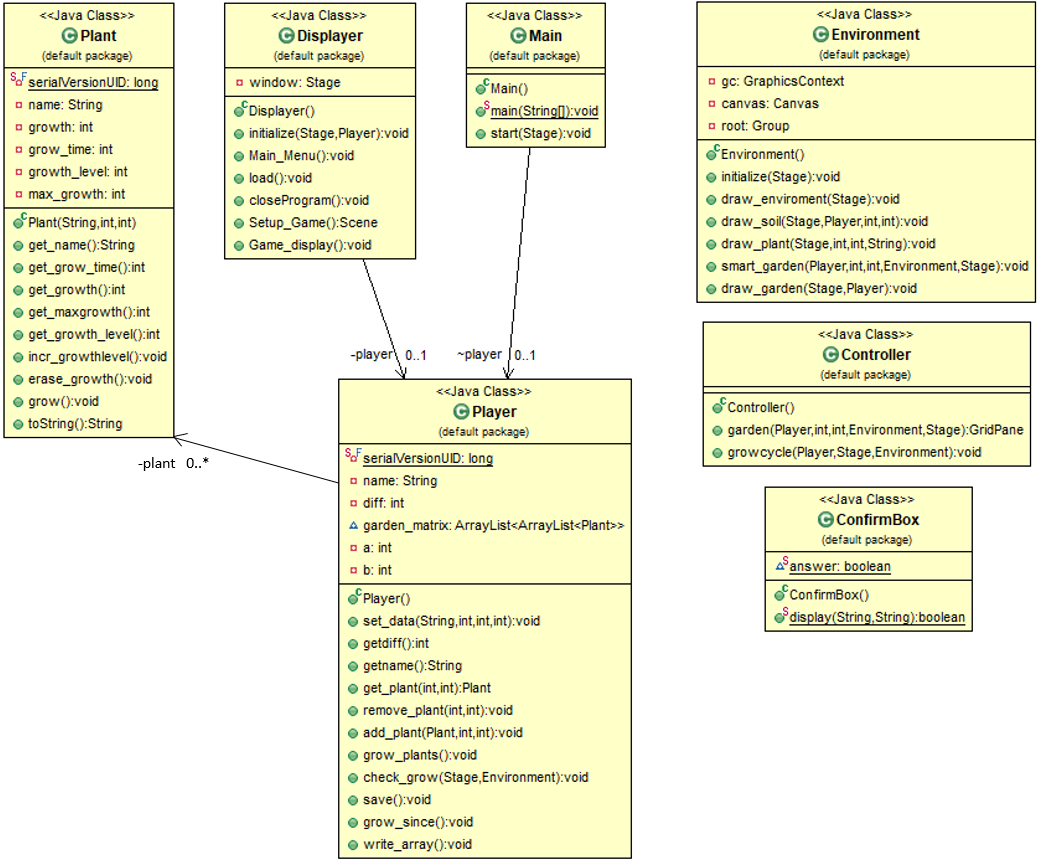 <<Java Class>>
Plant
(default package)
serialVersionUID: long
name: String
growth: int
grow_time: int
growth_level: int
max_growth: int
Plant(String,int,int)
get_name():String
get_grow_time():int
get_growth():int
get_maxgrowth():int
get_growth_level():int
incr_growthlevel():void
erase_growth():void
grow():void
toString():String
<<Java Class>>
Displayer
(default package)
window: Stage
Displayer()
initialize(Stage,Player):void
Main_Menu():void
load():void
closeProgram():void
Setup_Game():Scene
Game_display():void
<<Java Class>>
Main
(default package)
Main()
main(String[]):void
start(Stage):void
<<Java Class>>
Environment
(default package)
gc: GraphicsContext
canvas: Canvas
root: Group
Environment()
initialize(Stage):void
draw_enviroment(Stage):void
draw_soil(Stage,Player,int,int):void
draw_plant(Stage,int,int,String):void
smart_garden(Player,int,int,Environment,Stage):void
draw_garden(Stage,Player):void
-player 0..1
~player 0..1
-plant 0..*
<<Java Class>>
Player
(default package)
serialVersionUID: long
name: String
diff: int
garden_matrix: ArrayList<ArrayList<Plant>>
a: int
b: int
Player()
set_data(String,int,int,int):void
getdiff():int
getname():String
get_plant(int,int):Plant
remove_plant(int,int):void
add_plant(Plant,int,int):void
grow_plants():void
check_grow(Stage,Environment):void
save():void
grow_since():void
write_array():void
<<Java Class>>
Controller
(default package)
Controller()
garden(Player,int,int,Environment,Stage):GridPane
growcycle(Player,Stage,Environment):void
<<Java Class>>
ConfirmBox
(default package)
answer: boolean
ConfirmBox()
display(String,String):boolean